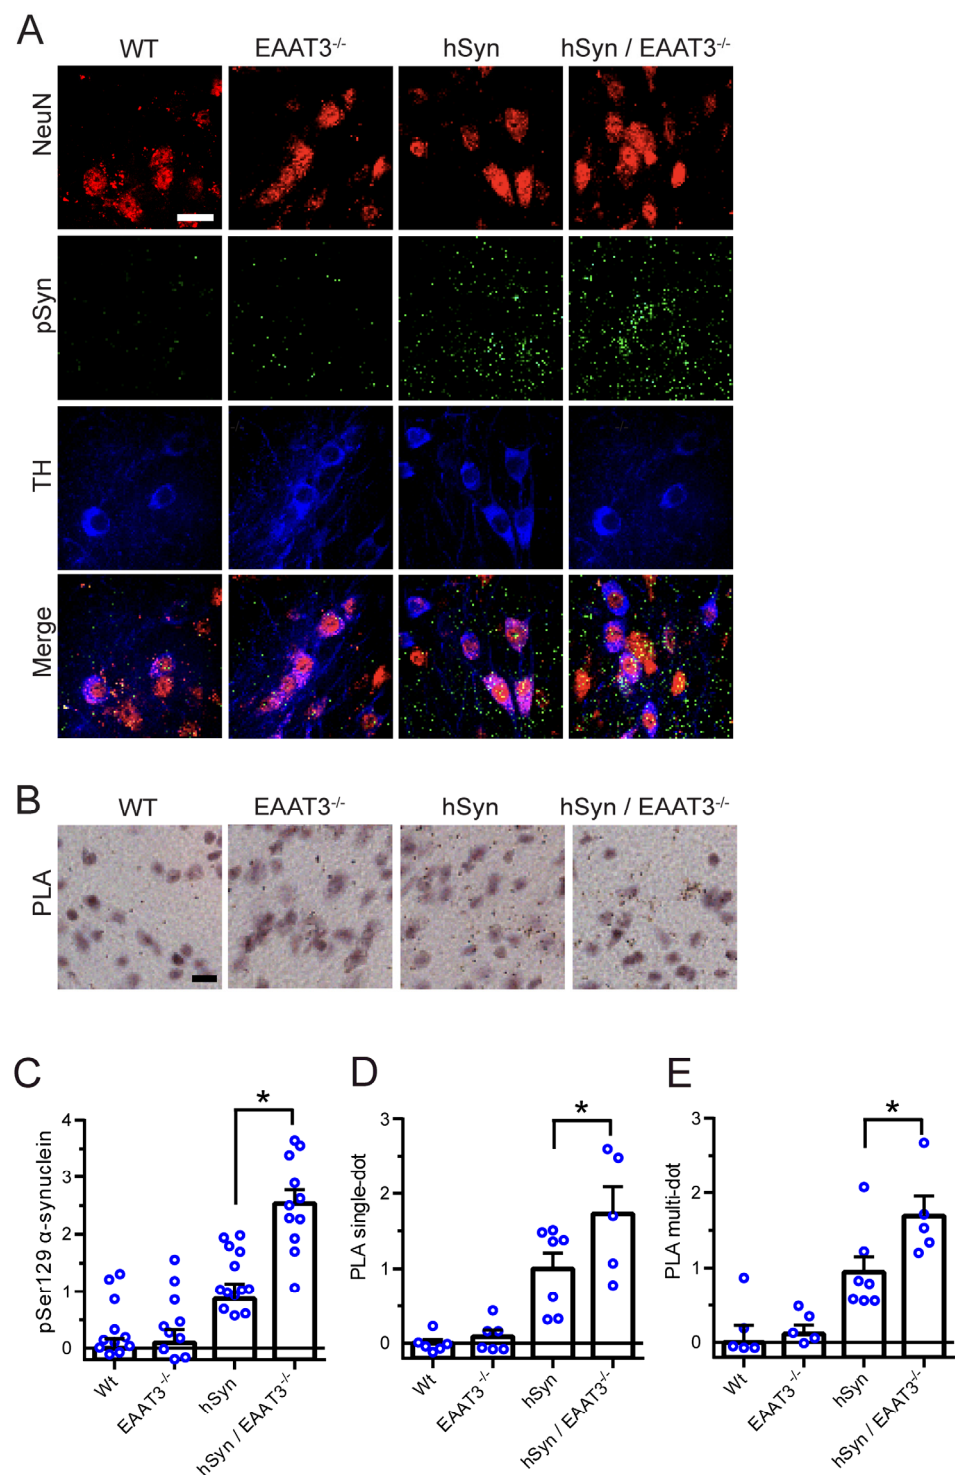 A
WT EAAT3-/- hSyn hSyn / EAAT3-/-
NeuN
pSyn
TH
Merge
B
WT EAAT3-/- hSyn hSyn / EAAT3-/-
PLA
C
*
pSer129 α-synuclein
4
3
2
1
0
Wt
EAAT3-/-
hSyn
hSyn / EAAT3-/-
D
*
PLA single-dot
3
2
1
0
Wt
EAAT3-/-
hSyn
hSyn / EAAT3-/-
E
*
PLA multi-dot
3
2
1
0
Wt
EAAT3 -/-
hSyn
hSyn / EAAT3-/-